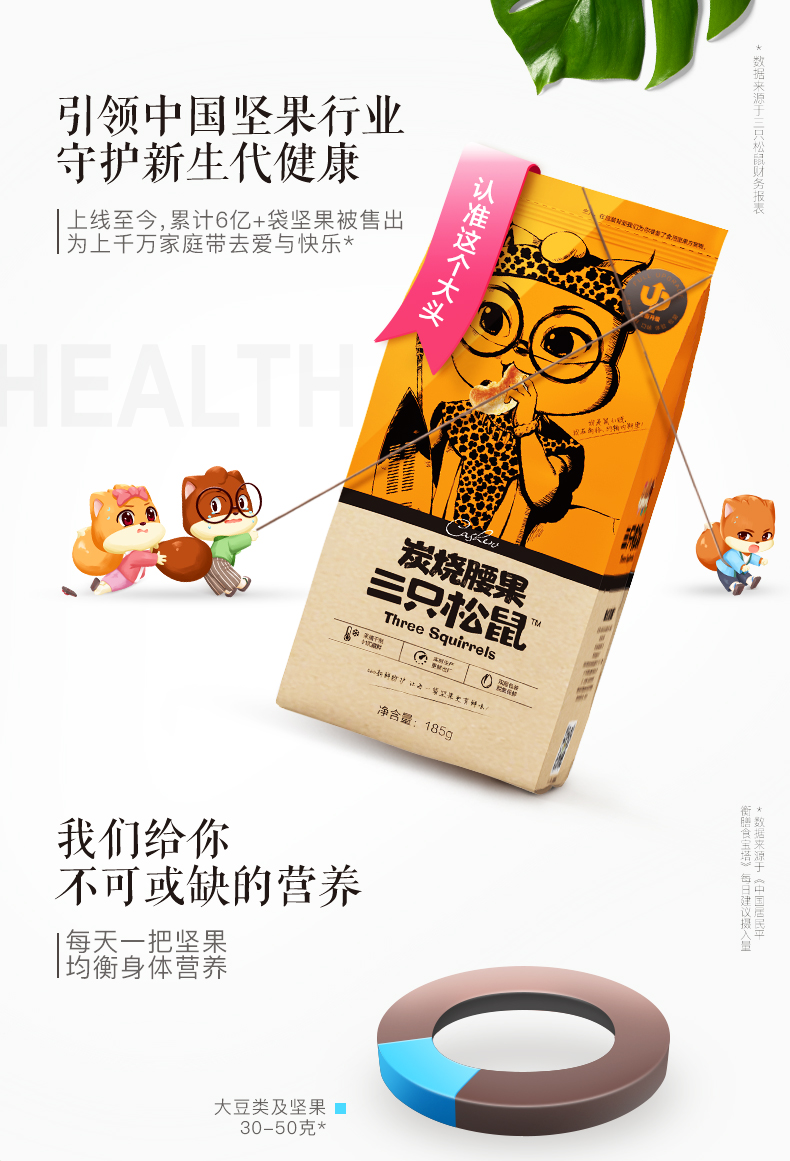 *数据来源于三只松鼠财务报表
引领中国坚果行业
守护新生代健康
上线至今,累计6亿+袋坚果被售出
为上千万家庭带去爱与快乐*
认准这个大头
HEALTH
Cashew
炭烧腰果
三只松鼠™
Three Squirrels
净含量：185g
我们给你
不可或缺的营养
*数据来源于《中国居民平
衡膳食宝塔》每日建议摄入量
每天一把坚果
均衡身体营养
大豆类及坚果
30-50克*